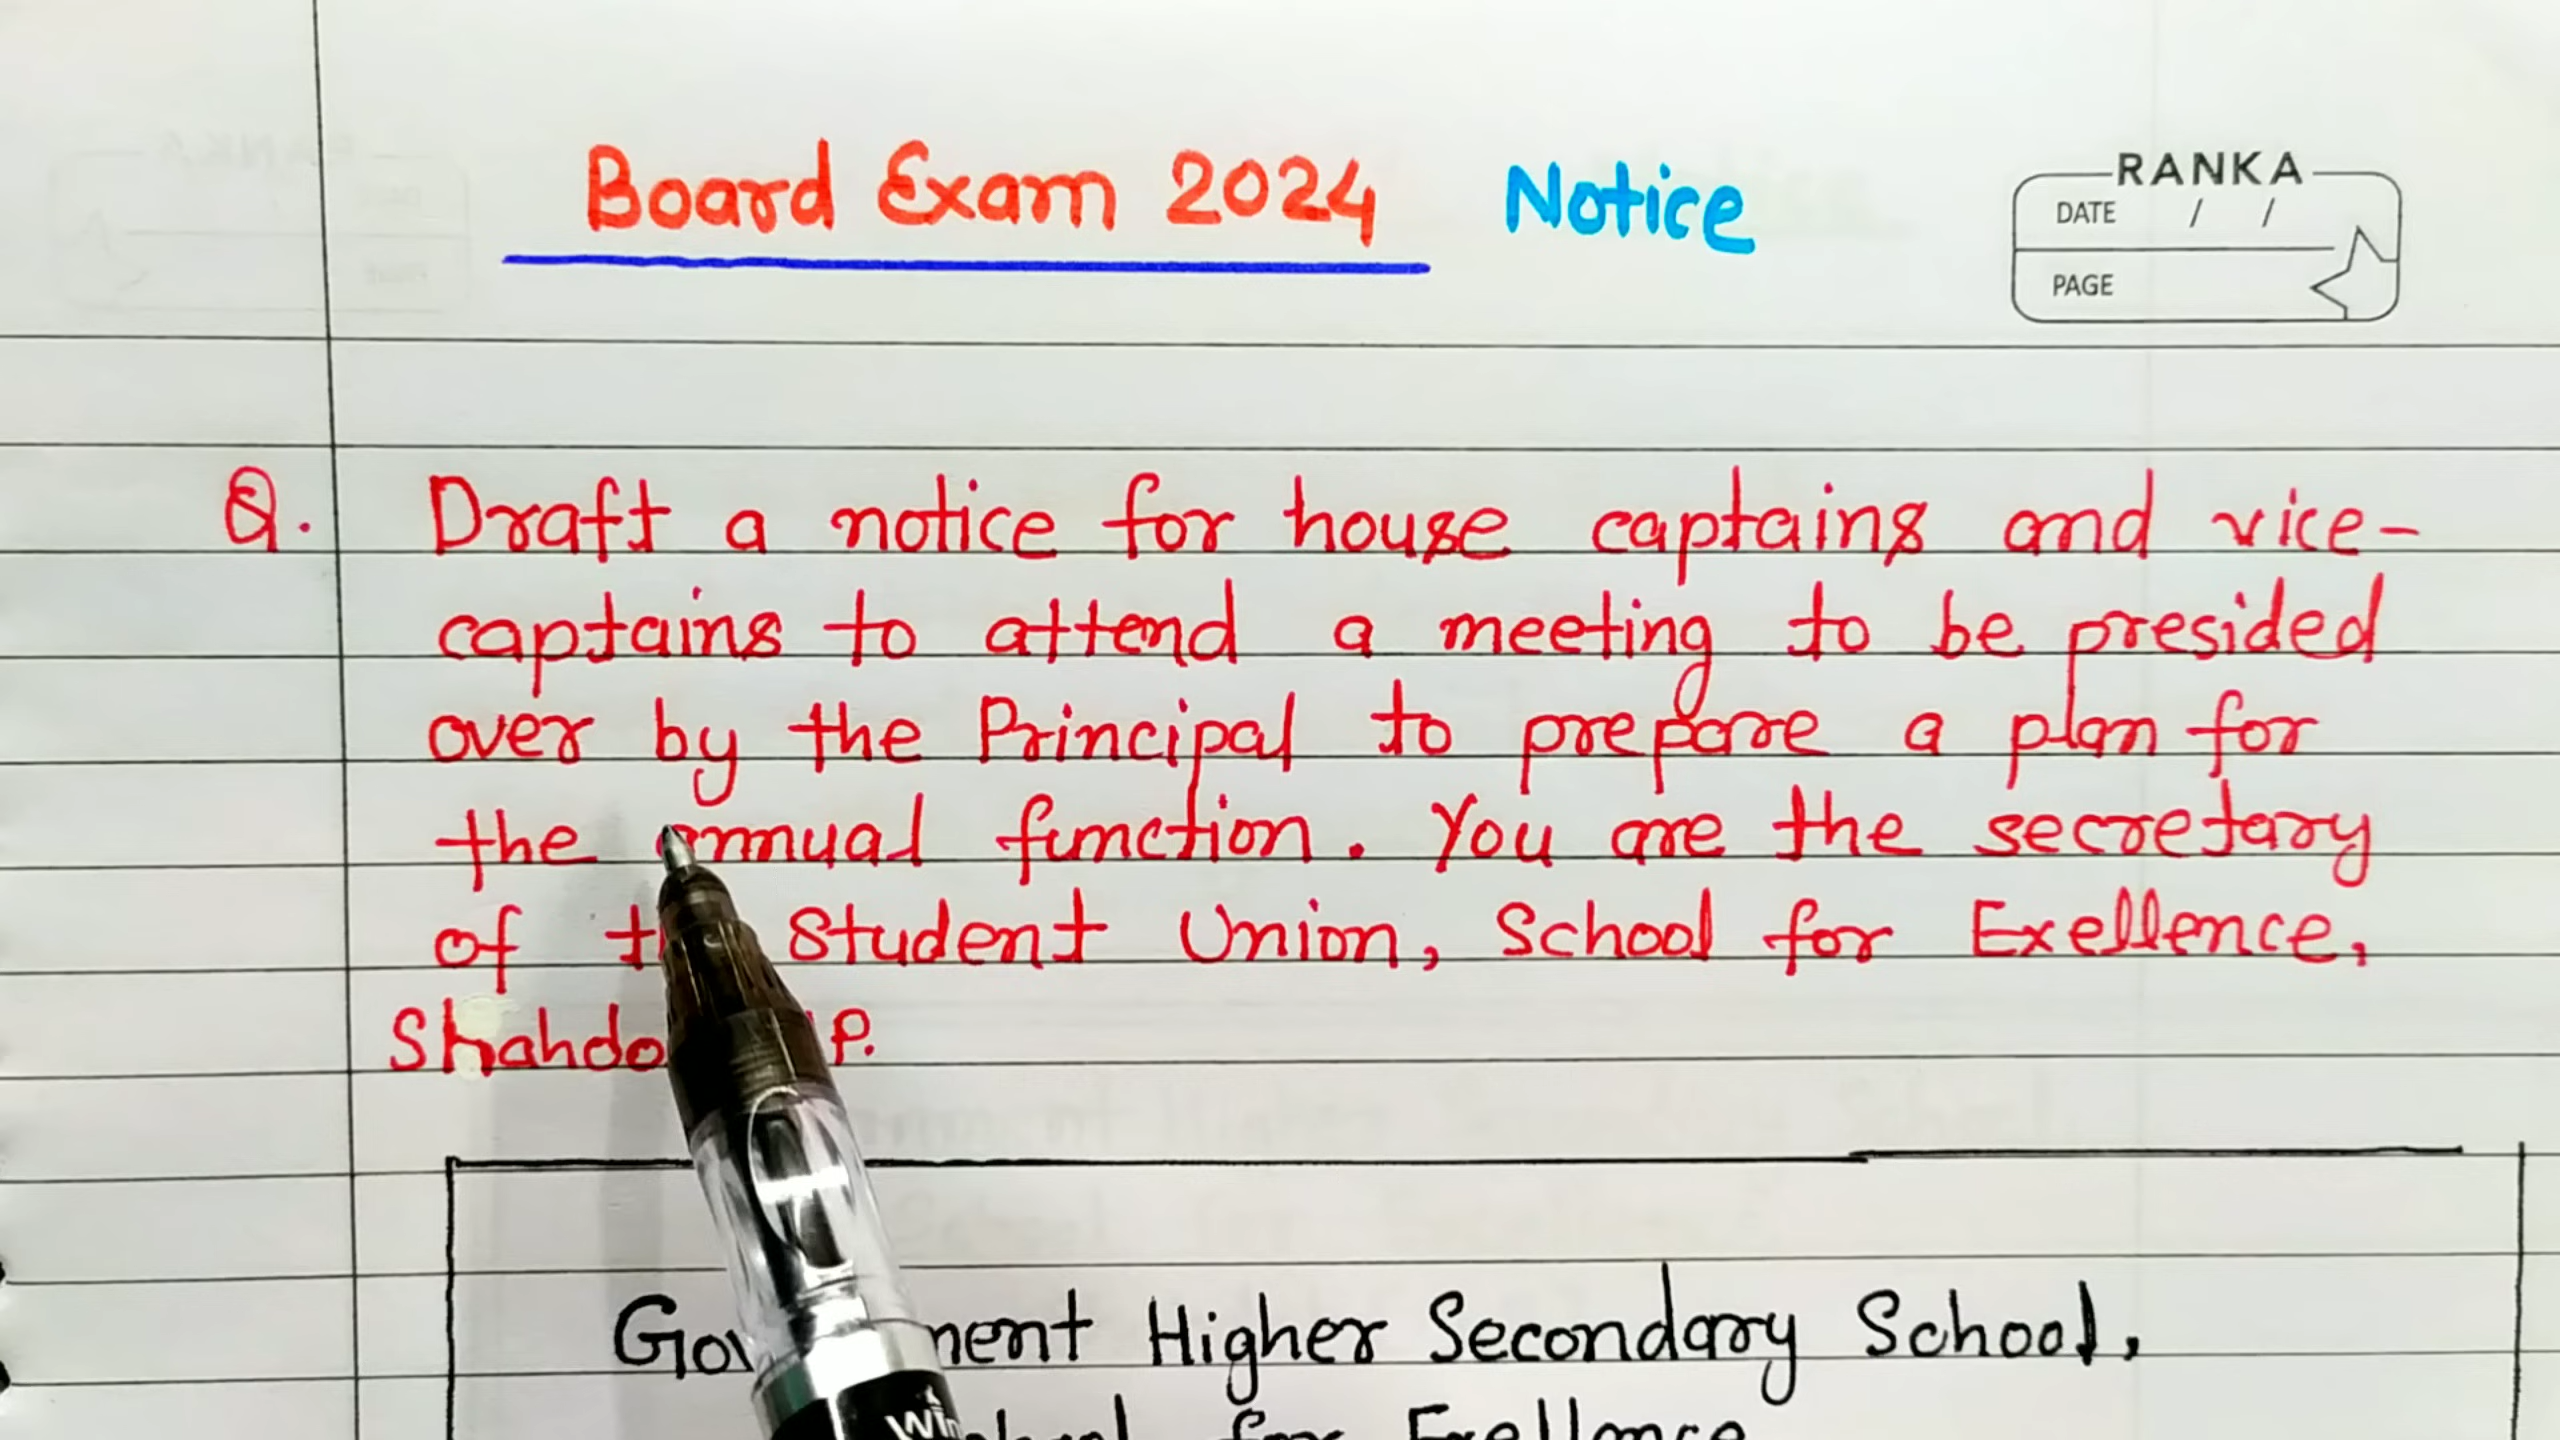 Board Exam 2024 Notice
RANKA
DATE / /
PAGE
Q. Draft a notice for house captains and vice-
captains to attend a meeting to be presided
over by the Principal to prepare a plan for
the annual function. You are the secretary
of Student Union, School for Exellence,
P.
Higher Secondary School,
for Exellence